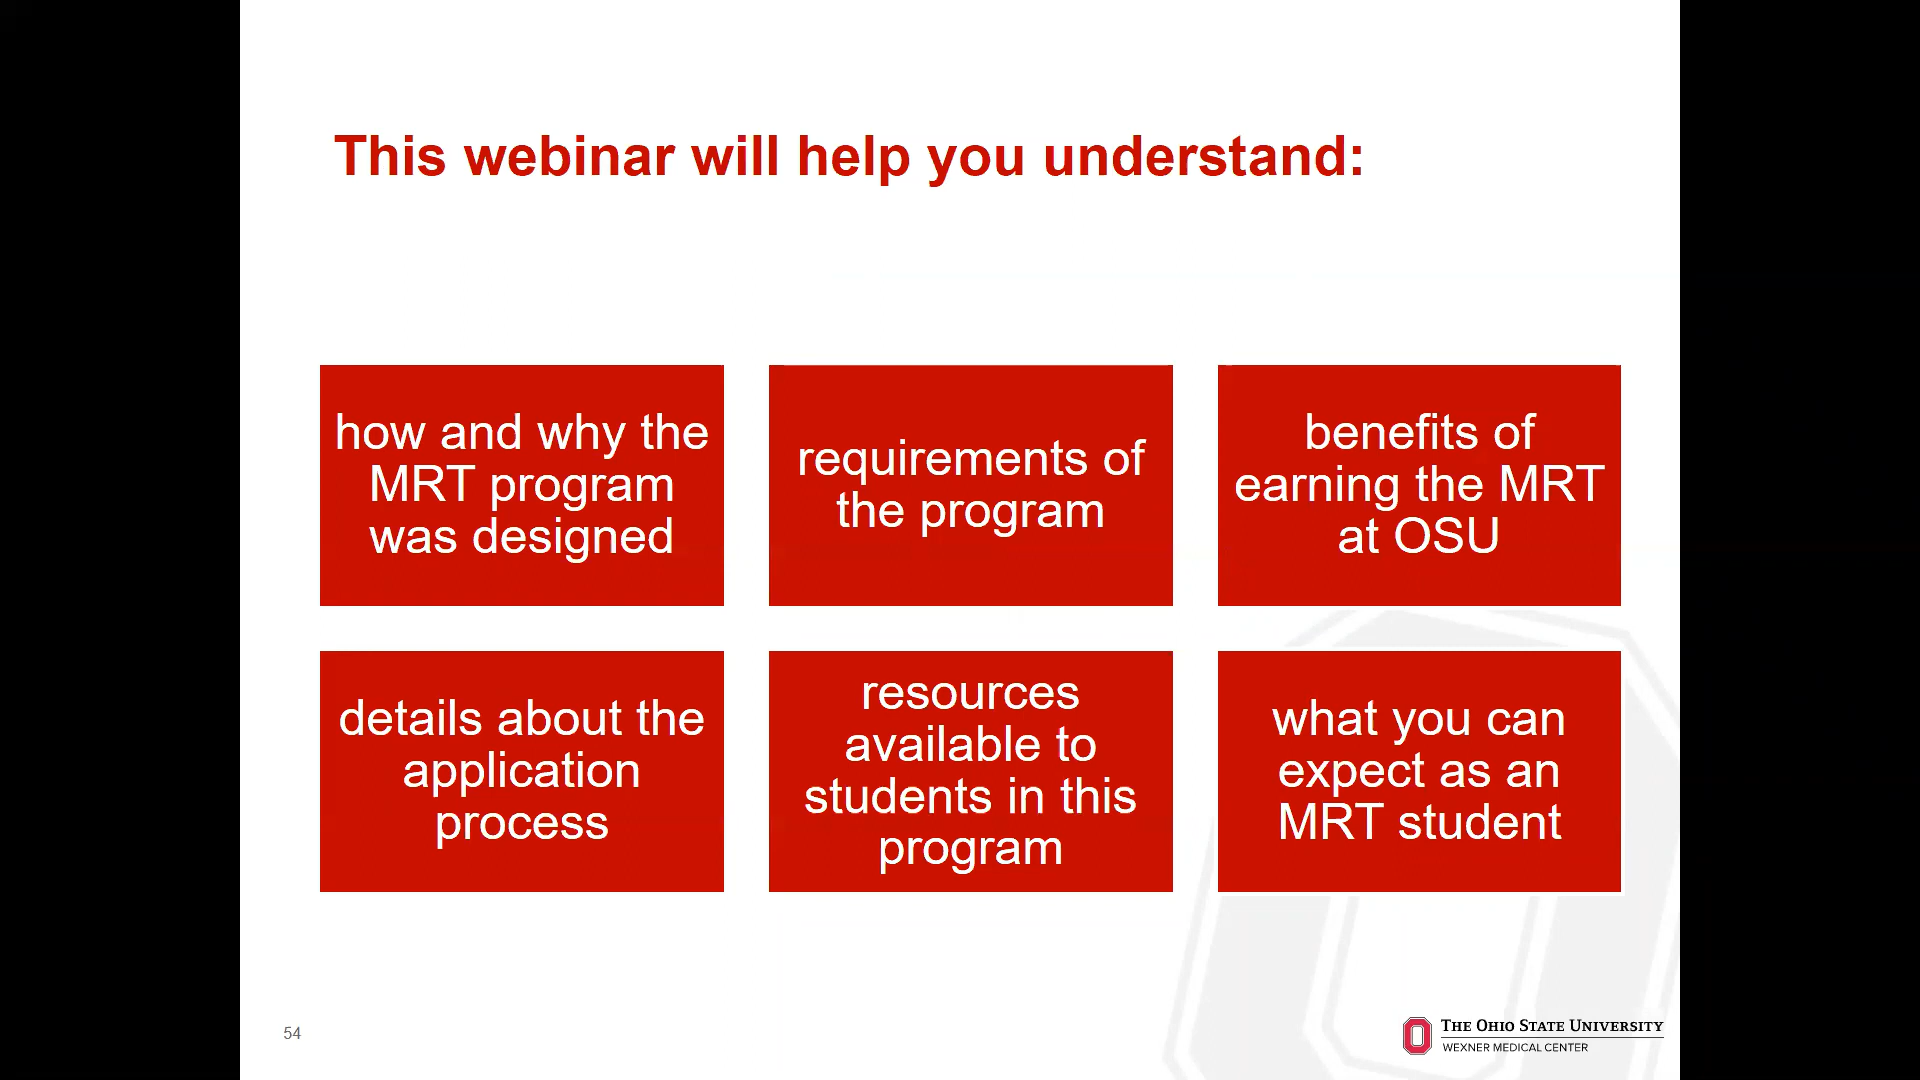 This webinar will help you understand:
how and why the
MRT program
was designed
requirements of
the program
benefits of
earning the MRT
at OSU
details about the
application
process
resources
available to
students in this
program
what you can
expect as an
MRT student
54
THE OHIO STATE UNIVERSITY
WEXNER MEDICAL CENTER